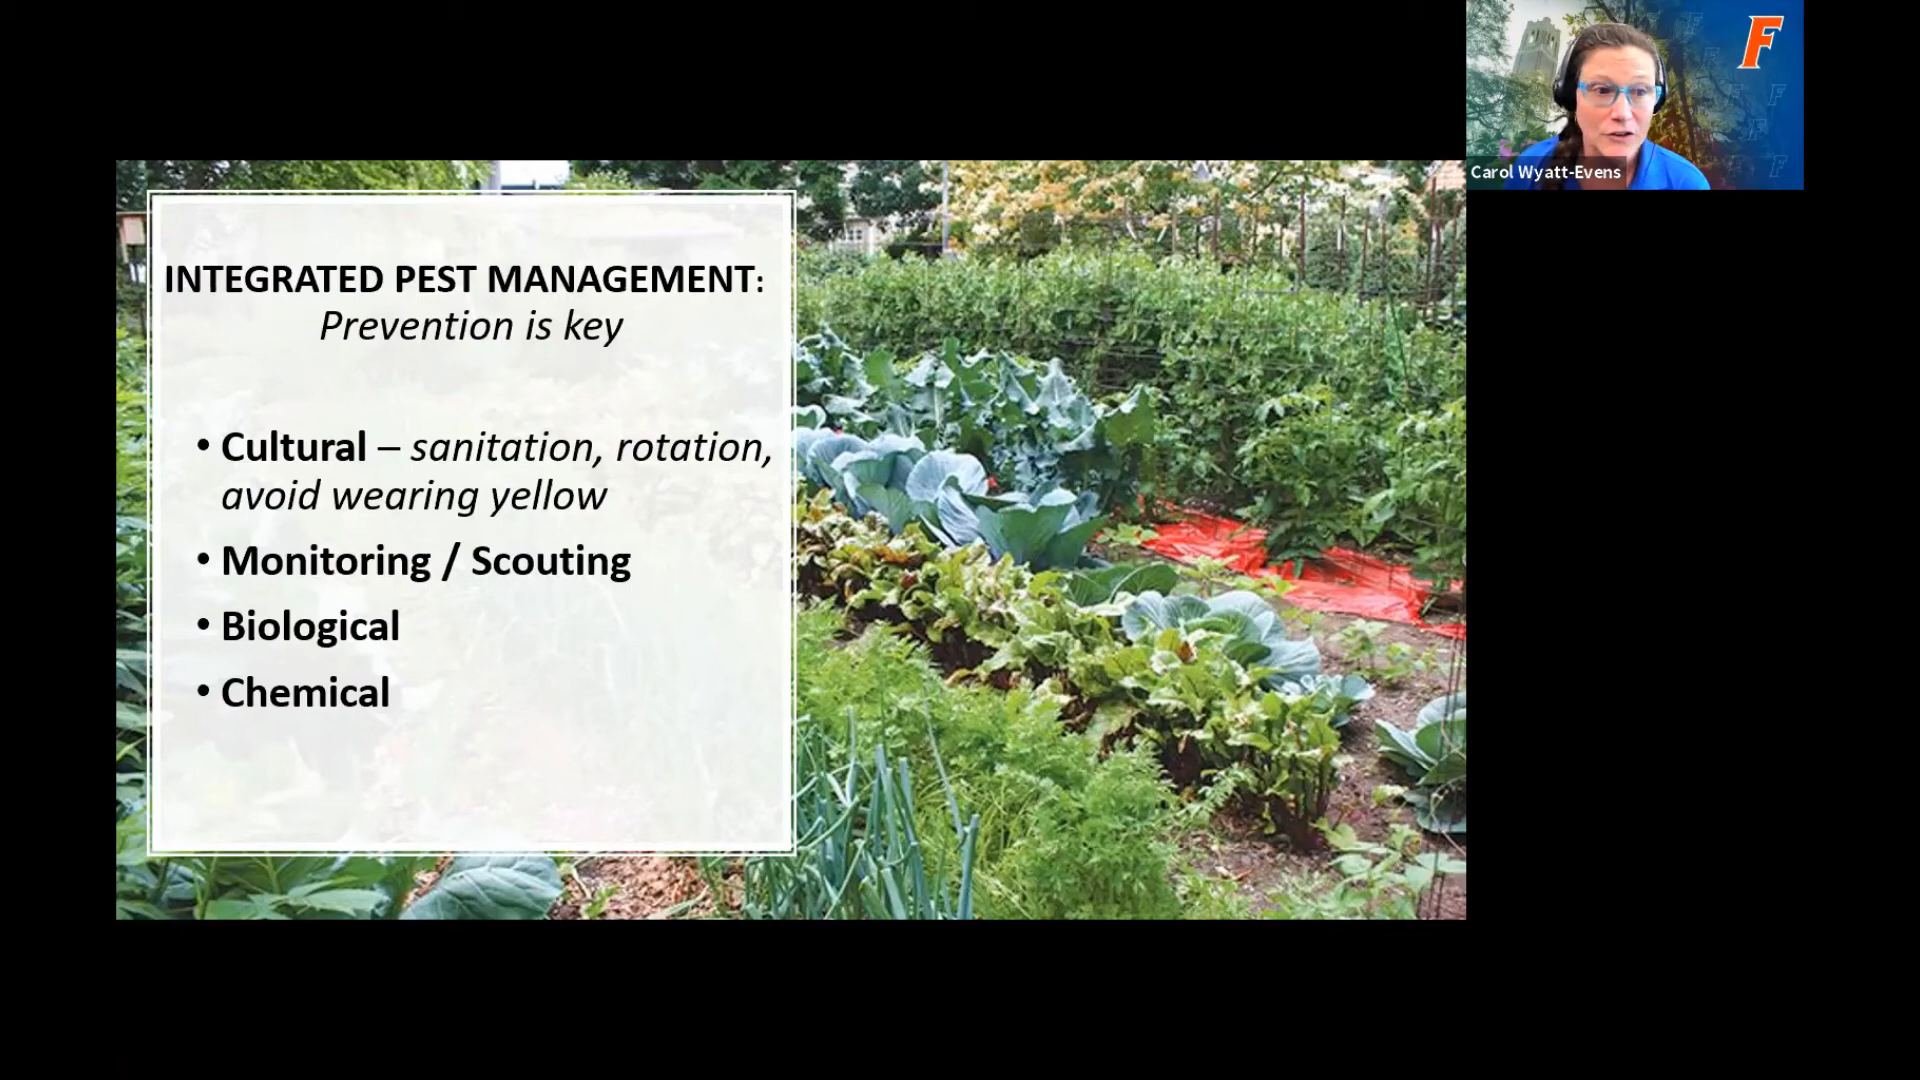 F
Carol Wyatt-Evens
INTEGRATED PEST MANAGEMENT:
Prevention is key
• Cultural – sanitation, rotation,
avoid wearing yellow
• Monitoring / Scouting
• Biological
• Chemical